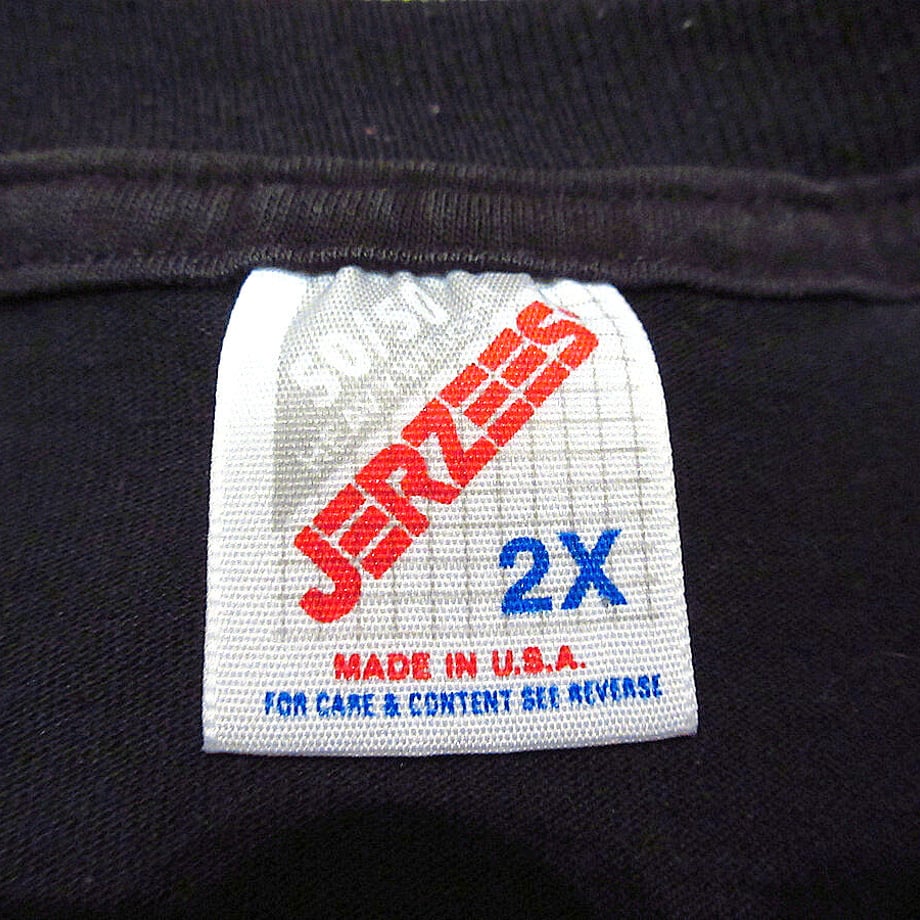 50/50
JERZEES
2X
MADE IN U.S.A.
FOR CARE & CONTENT SEE REVERSE